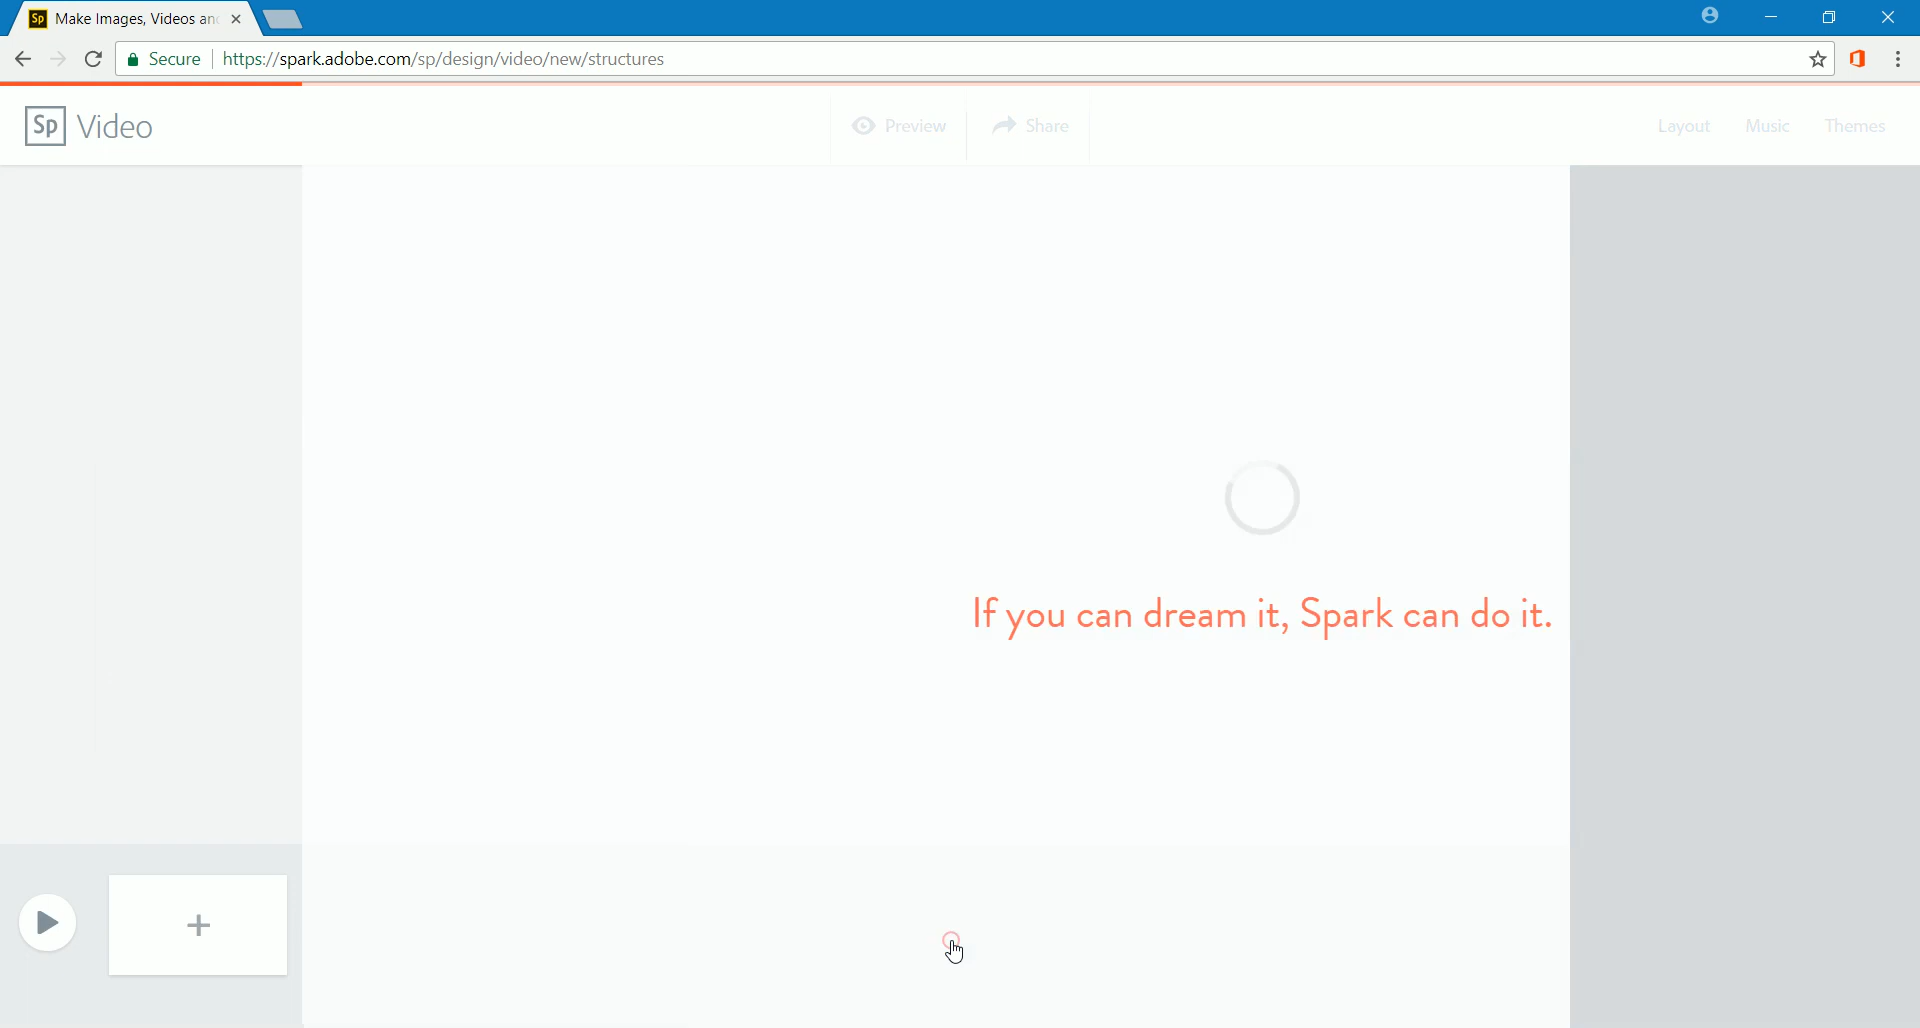 Sp Make Images, Videos an
Secure https://spark.adobe.com/sp/design/video/new/structures
Sp Video Preview Share Layout Music Themes
If you can dream it, Spark can do it.